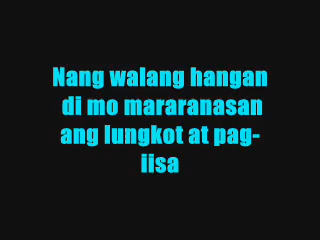 Nang walang hangan
di mo mararanasan
ang lungkot at pag-
iisa